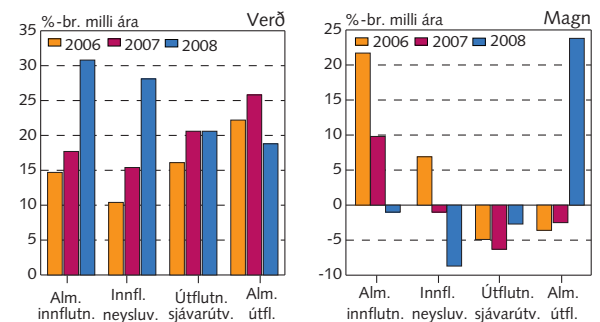 %-br. milli ára Verð
35
2006 2007 2008
30
25
20
15
10
5
0
Alm. innflutn.
Innfl. neysluv.
Útflutn. sjávarútv.
Alm. útfl.
%-br. milli ára Magn
25
2006 2007 2008
20
15
10
5
0
-5
-10
Alm. innflutn.
Innfl. neysluv.
Útflutn. sjávarútv.
Alm. útfl.